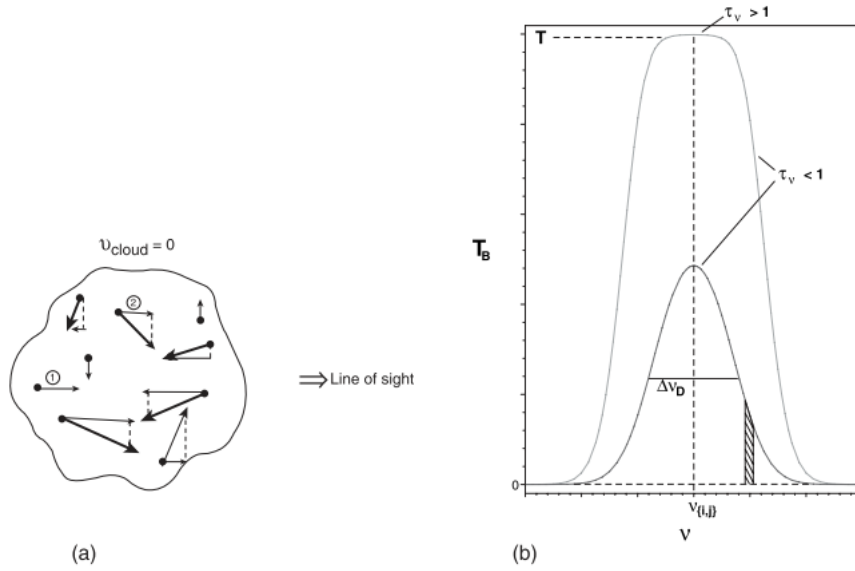 υcloud = 0
②
①
⇒ Line of sight
(a)
τν > 1
T
τν < 1
TB
ΔνD
0
ν{i,j}
ν
(b)